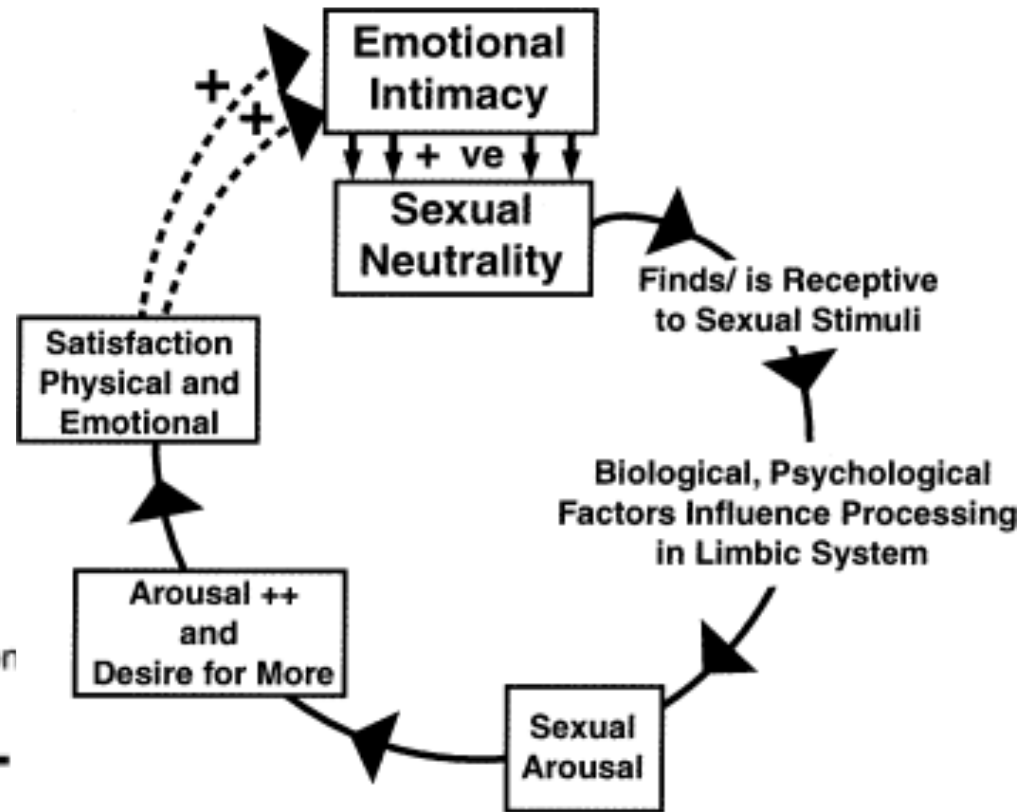 Emotional
Intimacy
+
+
+ ve
Sexual
Neutrality
Finds/ is Receptive
to Sexual Stimuli
Biological, Psychological
Factors Influence Processing
in Limbic System
Sexual
Arousal
Arousal ++
and
Desire for More
Satisfaction
Physical and
Emotional